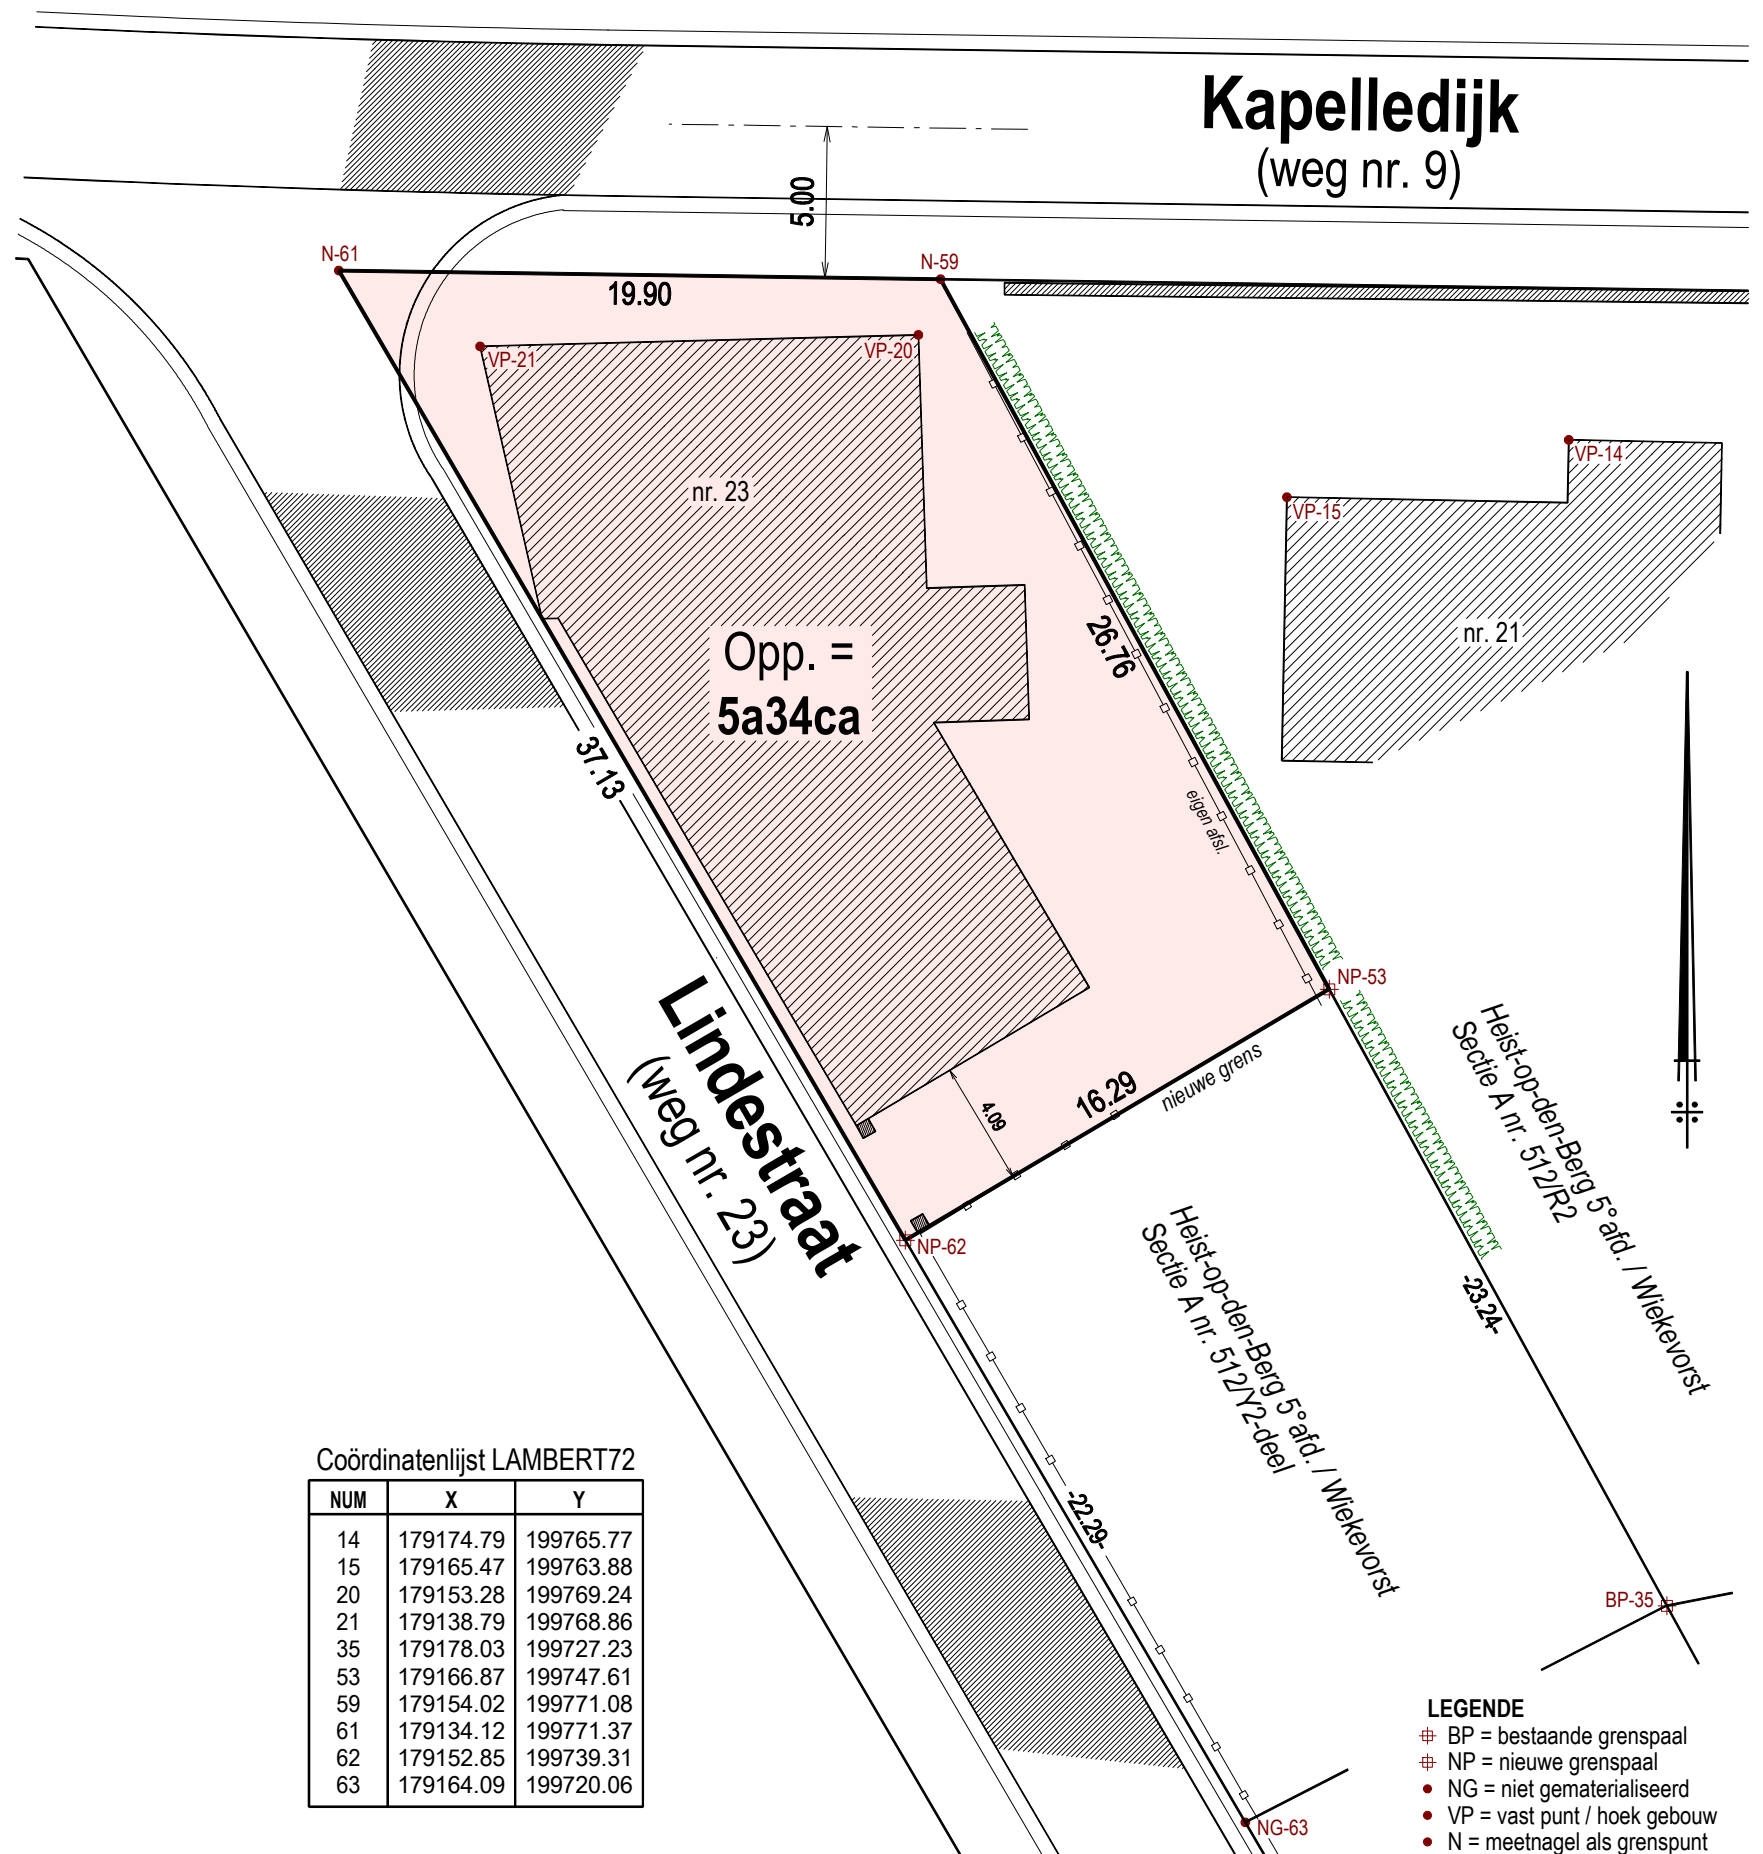 Kapelledijk
(weg nr. 9)
5.00
N-61
N-59
19.90
VP-21
VP-20
nr. 23
VP-14
VP-15
nr. 21
Opp. =
5a34ca
26.76
37.13
eigen afsl.
NP-53
Lindestraat
(weg nr. 23)
4.09
16.29
nieuwe grens
NP-62
Heist-op-den-Berg 5°afd. / Wiekevorst
Sectie A nr. 512/R2
Heist-op-den-Berg 5°afd. / Wiekevorst
Sectie A nr. 512/Y2-deel
-23.24-
-22.29-
BP-35
NG-63
Coördinatenlijst LAMBERT72
NUM X Y
14 179174.79 199765.77
15 179165.47 199763.88
20 179153.28 199769.24
21 179138.79 199768.86
35 179178.03 199727.23
53 179166.87 199747.61
59 179154.02 199771.08
61 179134.12 199771.37
62 179152.85 199739.31
63 179164.09 199720.06
LEGENDE
BP = bestaande grenspaal
NP = nieuwe grenspaal
NG = niet gematerialiseerd
VP = vast punt / hoek gebouw
N = meetnagel als grenspunt